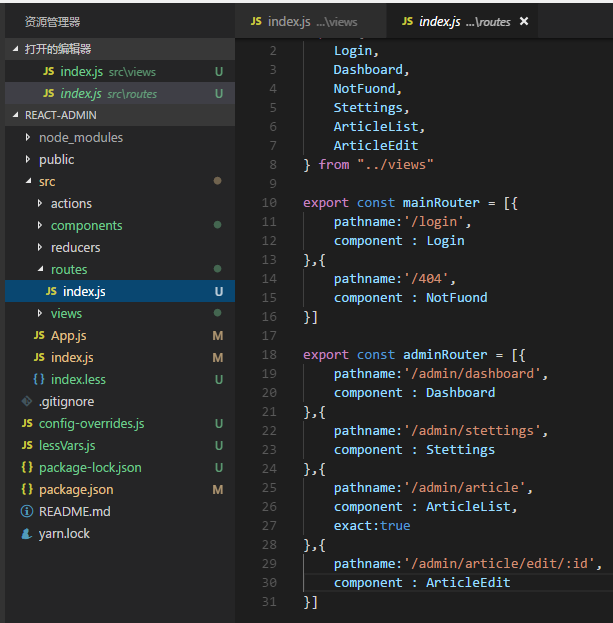 资源管理器
打开的编辑器
JS index.js src\views U
JS index.js src\routes U
REACT-ADMIN
node_modules
public
src
actions
components
reducers
routes
JS index.js U
views
JS App.js M
JS index.js M
{} index.less U
.gitignore
JS config-overrides.js U
JS lessVars.js U
{} package-lock.json U
{} package.json M
README.md
yarn.lock
JS index.js ...\views
JS index.js ...\routes ×
2 Login,
3 Dashboard,
4 NotFuond,
5 Stettings,
6 ArticleList,
7 ArticleEdit
8 } from "../views"
9
10 export const mainRouter = [{
11 pathname:'/login',
12 component : Login
13 },{
14 pathname:'/404',
15 component : NotFuond
16 }]
17
18 export const adminRouter = [{
19 pathname:'/admin/dashboard',
20 component : Dashboard
21 },{
22 pathname:'/admin/stettings',
23 component : Stettings
24 },{
25 pathname:'/admin/article',
26 component : ArticleList,
27 exact:true
28 },{
29 pathname:'/admin/article/edit/:id',
30 component : ArticleEdit
31 }]